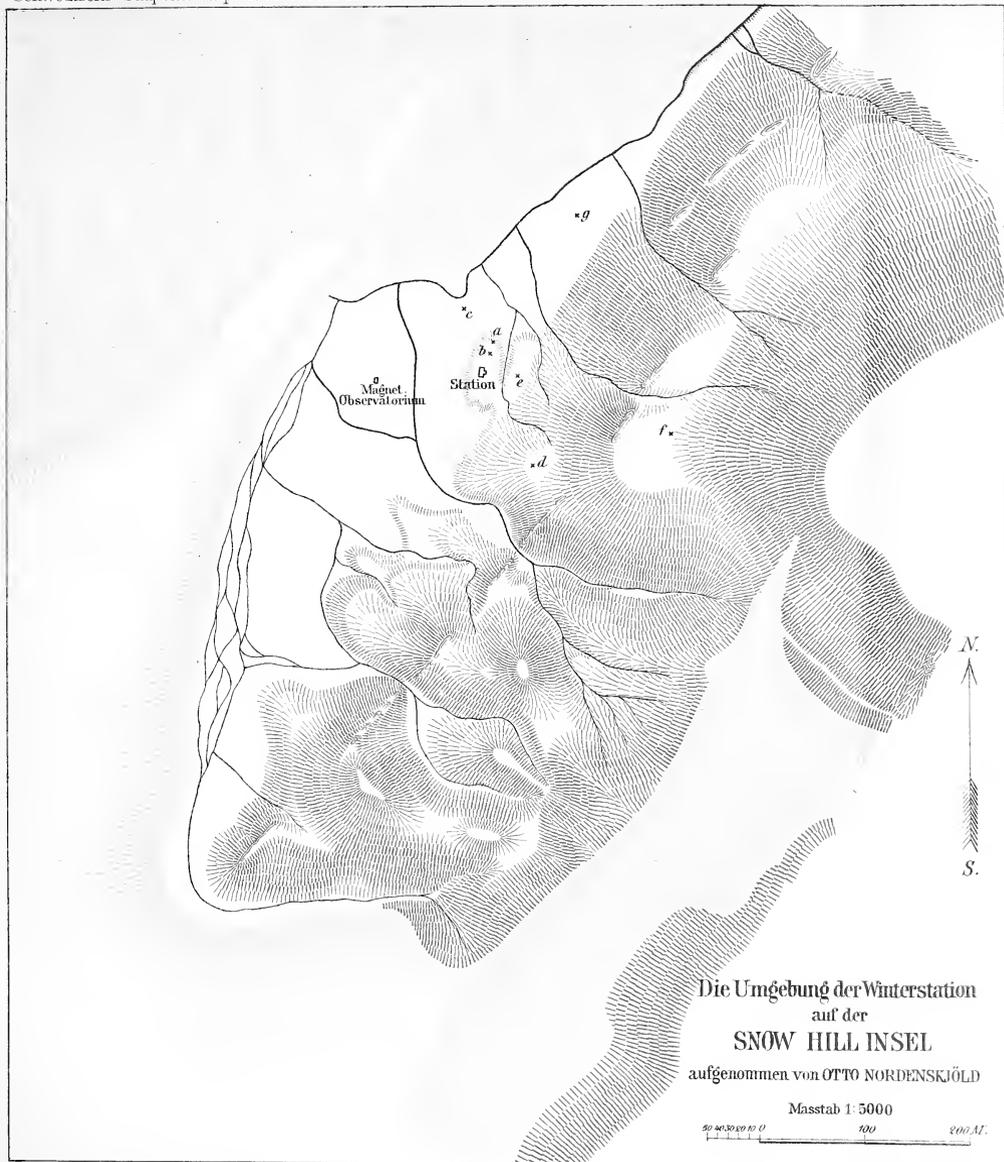 g
c
a
b
Station
e
Magnet.
Observatorium
f
d
N.
S.
Die Umgebung der Winterstation
auf der
SNOW HILL INSEL
aufgenommen von OTTO NORDENSKJÖLD
Masstab 1:5000
50 40 30 20 10 0 100 200 M.